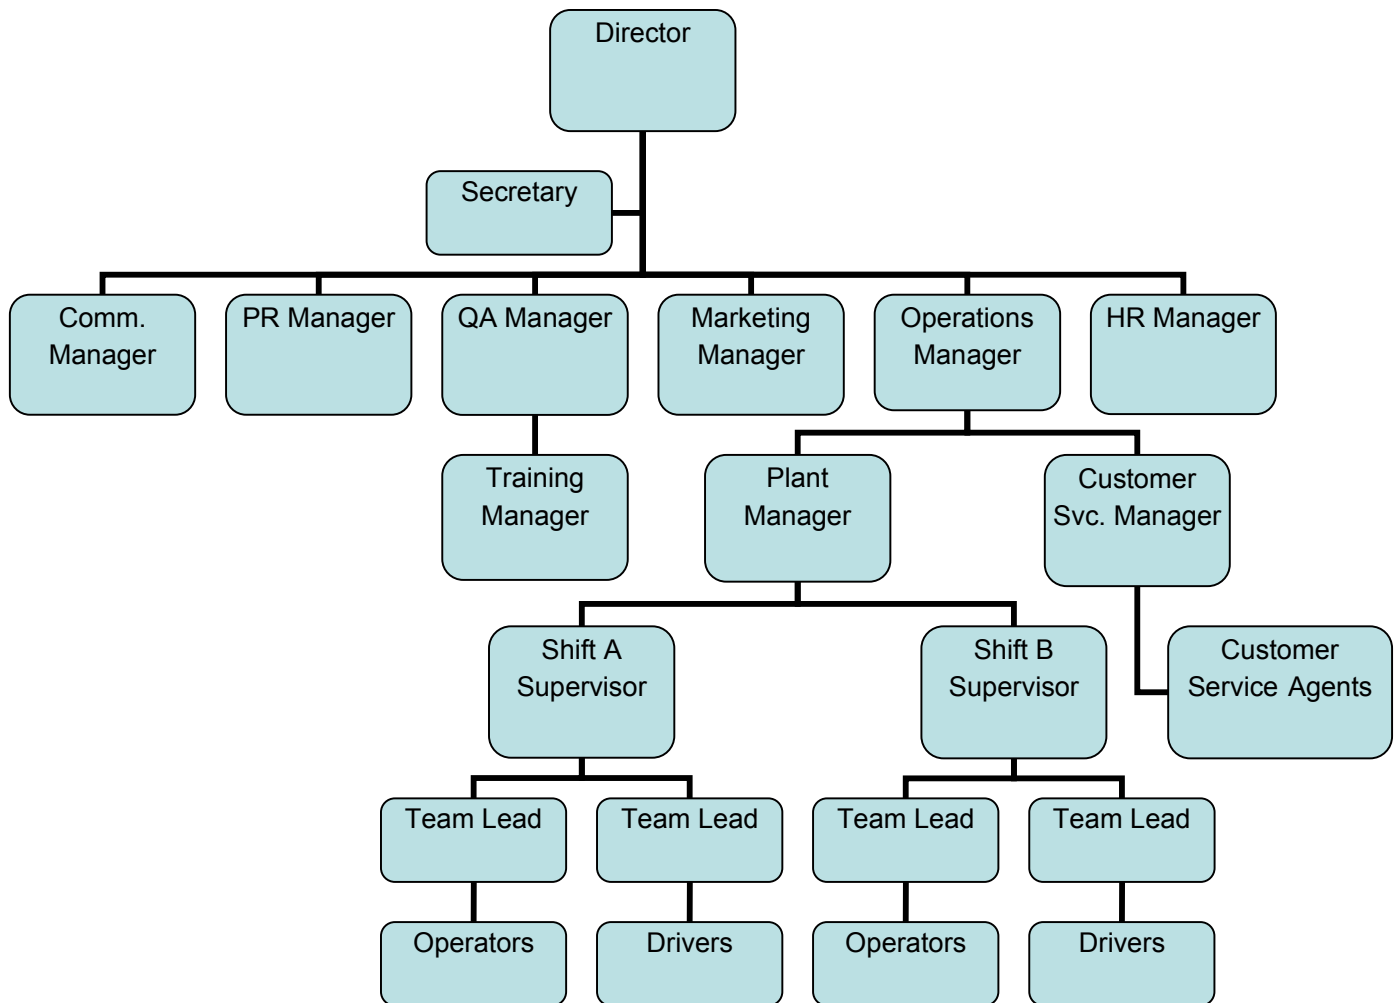 Director
Secretary
Comm.
Manager
PR Manager
QA Manager
Marketing
Manager
Operations
Manager
HR Manager
Training
Manager
Plant
Manager
Customer
Svc. Manager
Shift A
Supervisor
Shift B
Supervisor
Customer
Service Agents
Team Lead
Team Lead
Team Lead
Team Lead
Operators
Drivers
Operators
Drivers